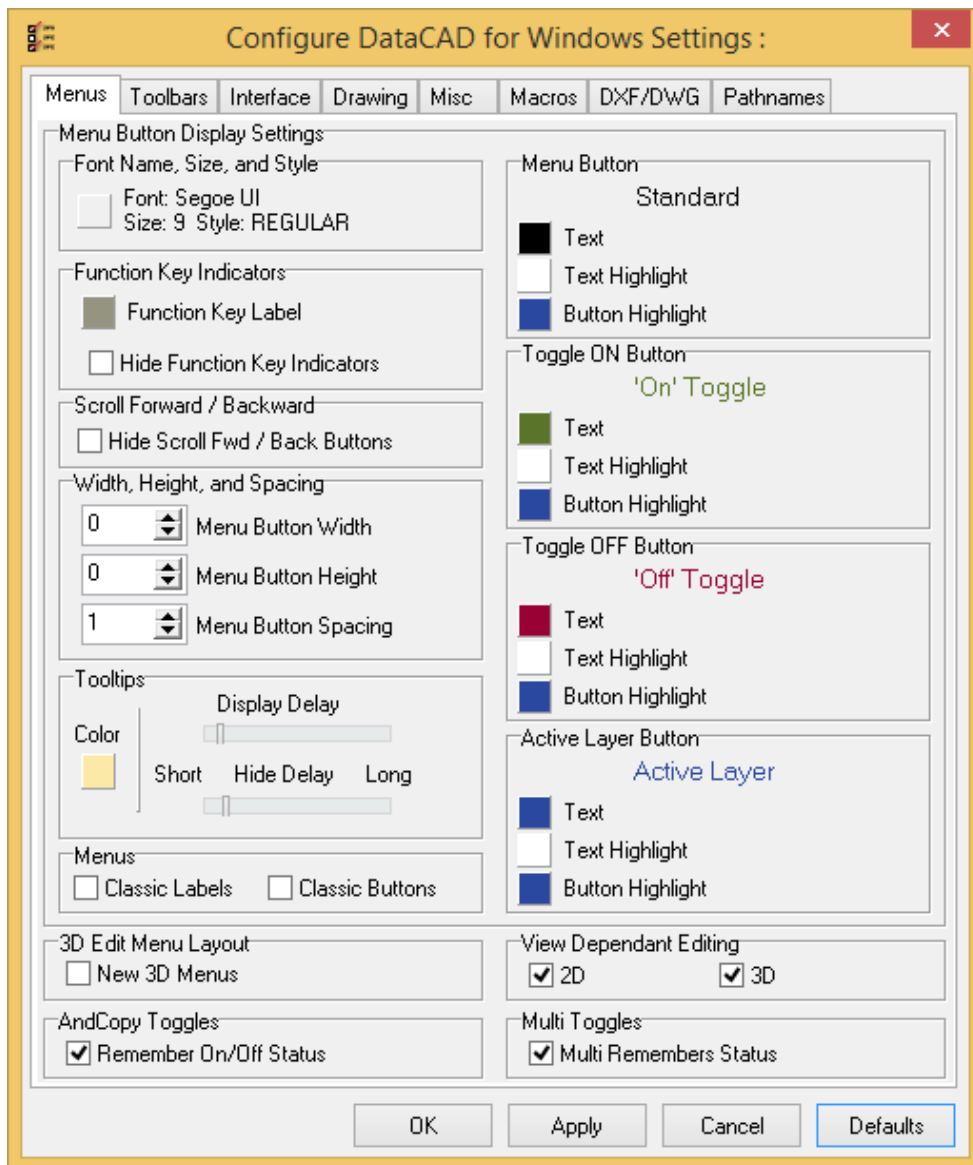 Configure DataCAD for Windows Settings :
Menus Toolbars Interface Drawing Misc Macros DXF/DWG Pathnames
Menu Button Display Settings
Font Name, Size, and Style
Font: Segoe UI
Size: 9 Style: REGULAR
Function Key Indicators
Function Key Label
Hide Function Key Indicators
Scroll Forward / Backward
Hide Scroll Fwd / Back Buttons
Width, Height, and Spacing
0 Menu Button Width
0 Menu Button Height
1 Menu Button Spacing
Tooltips
Display Delay
Color
Short Hide Delay Long
Menus
Classic Labels Classic Buttons
Menu Button
Standard
Text
Text Highlight
Button Highlight
Toggle ON Button
'On' Toggle
Text
Text Highlight
Button Highlight
Toggle OFF Button
'Off' Toggle
Text
Text Highlight
Button Highlight
Active Layer Button
Active Layer
Text
Text Highlight
Button Highlight
3D Edit Menu Layout
New 3D Menus
View Dependant Editing
2D 3D
AndCopy Toggles
Remember On/Off Status
Multi Toggles
Multi Remembers Status
OK Apply Cancel Defaults